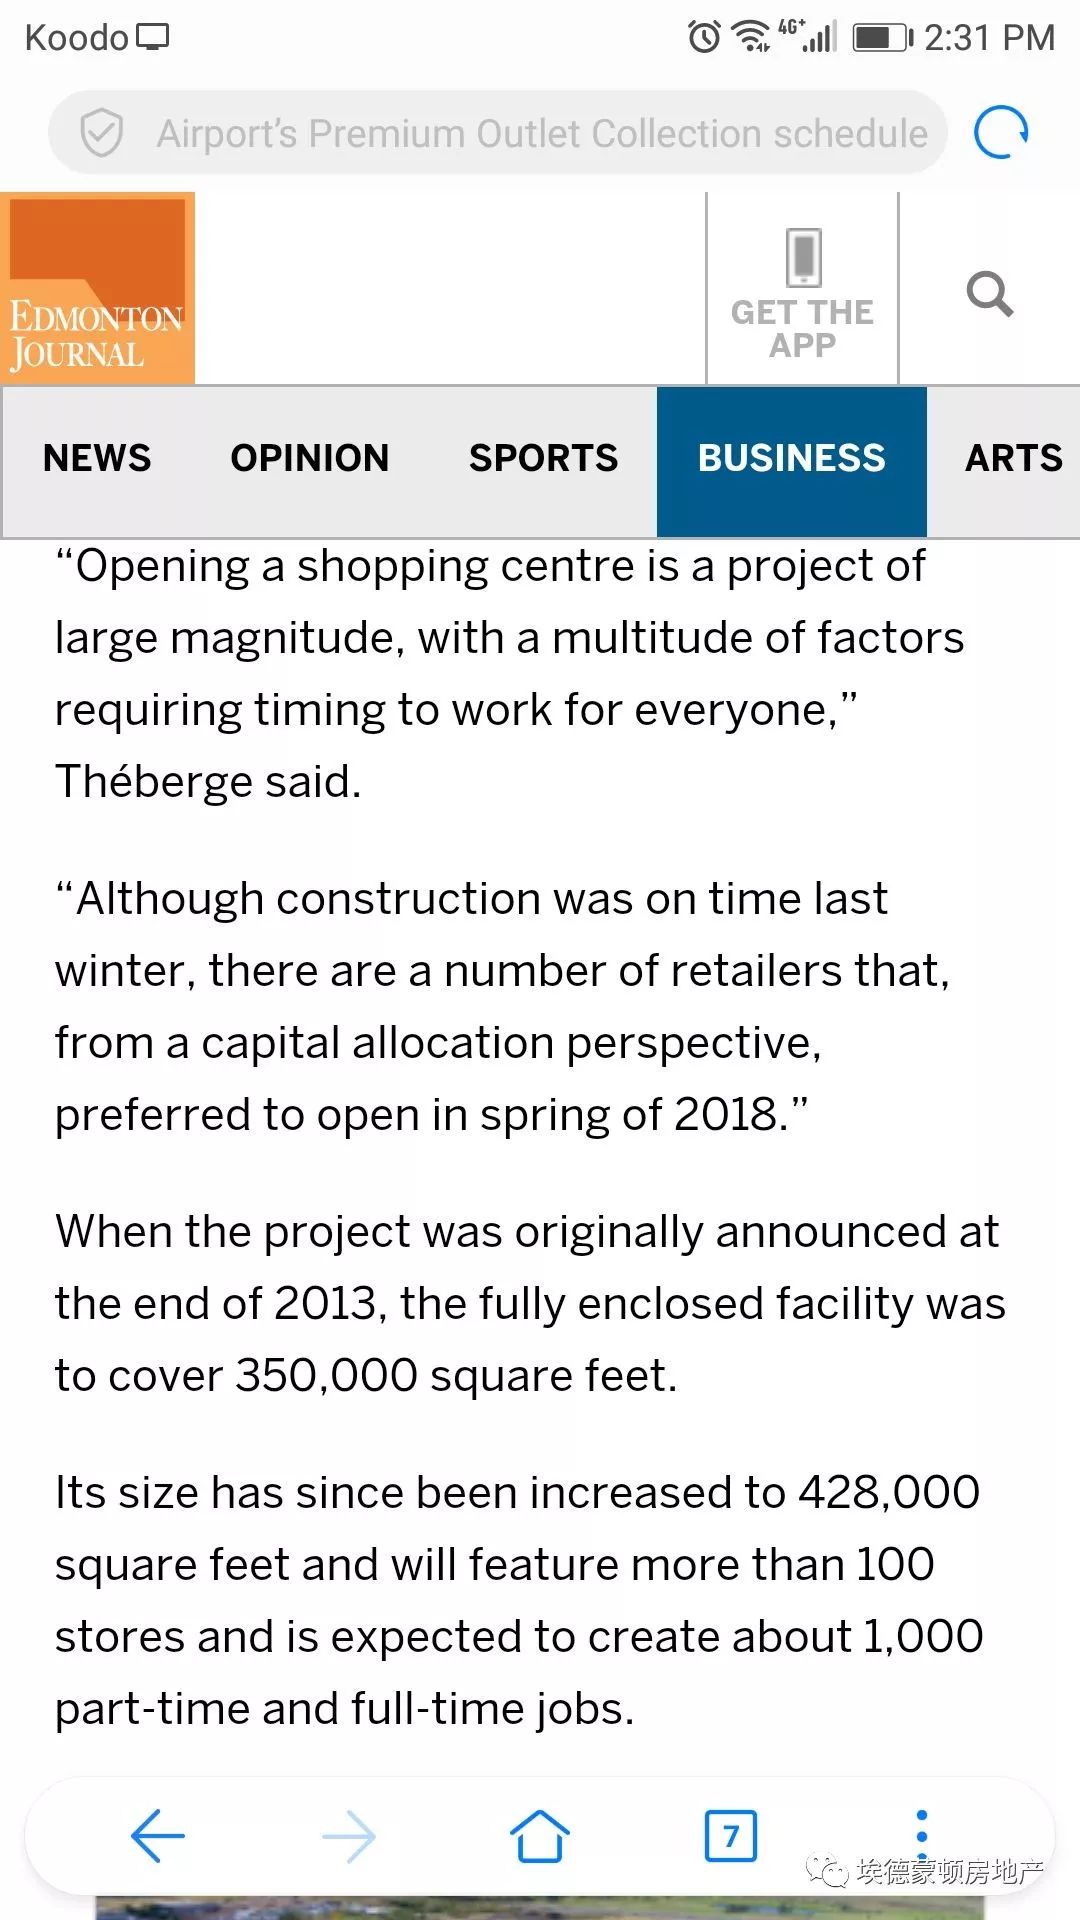 Koodo 4G+ 2:31 PM
Airport's Premium Outlet Collection schedule
EDMONTON
JOURNAL
GET THE
APP
NEWS OPINION SPORTS BUSINESS ARTS
“Opening a shopping centre is a project of
large magnitude, with a multitude of factors
requiring timing to work for everyone,”
Théberge said.
“Although construction was on time last
winter, there are a number of retailers that,
from a capital allocation perspective,
preferred to open in spring of 2018.”
When the project was originally announced at
the end of 2013, the fully enclosed facility was
to cover 350,000 square feet.
Its size has since been increased to 428,000
square feet and will feature more than 100
stores and is expected to create about 1,000
part-time and full-time jobs.
7
埃德蒙顿房地产